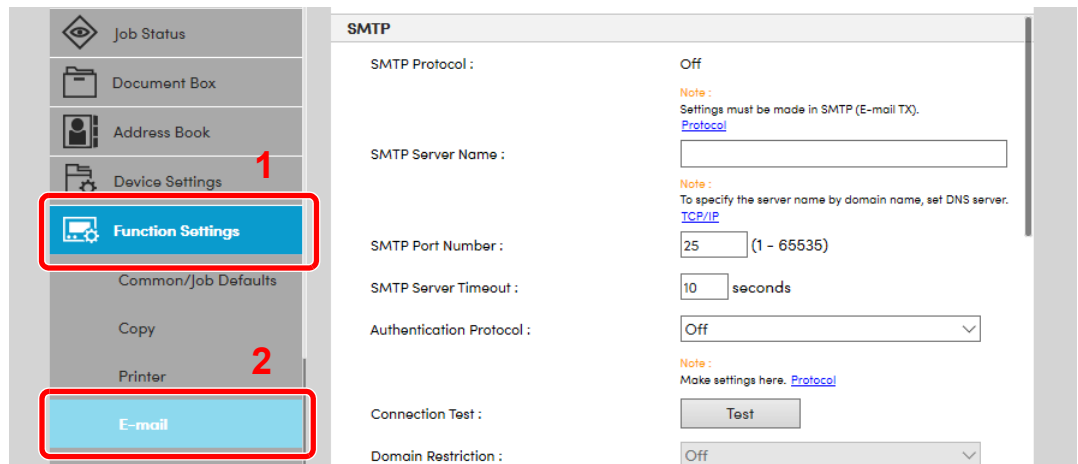 Job Status
Document Box
Address Book
1
Device Settings
Function Settings
Common/Job Defaults
Copy
2
Printer
E-mail
SMTP
SMTP Protocol : Off
Note :
Settings must be made in SMTP (E-mail TX).
Protocol
SMTP Server Name :
Note :
To specify the server name by domain name, set DNS server.
TCP/IP
SMTP Port Number : 25 (1 - 65535)
SMTP Server Timeout : 10 seconds
Authentication Protocol : Off
Note :
Make settings here. Protocol
Connection Test : Test
Domain Restriction : Off